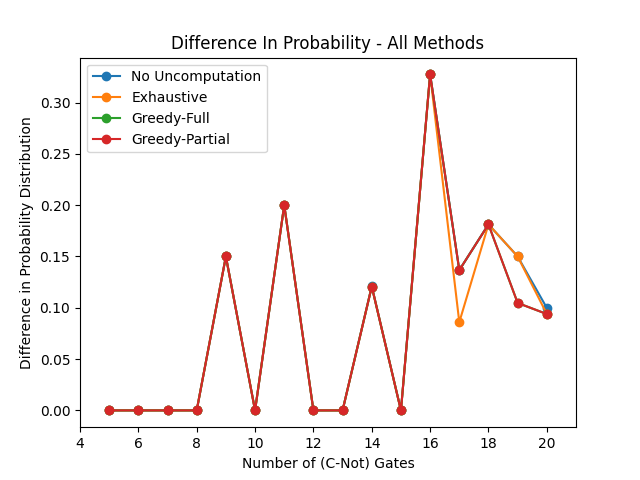 Difference In Probability - All Methods
No Uncomputation
Exhaustive
Greedy-Full
Greedy-Partial
Difference in Probability Distribution
0.30
0.25
0.20
0.15
0.10
0.05
0.00
4 6 8 10 12 14 16 18 20
Number of (C-Not) Gates